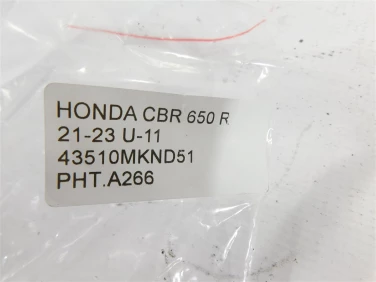 HONDA CBR 650 R
21-23 U-11
43510MKND51
PHT.A266